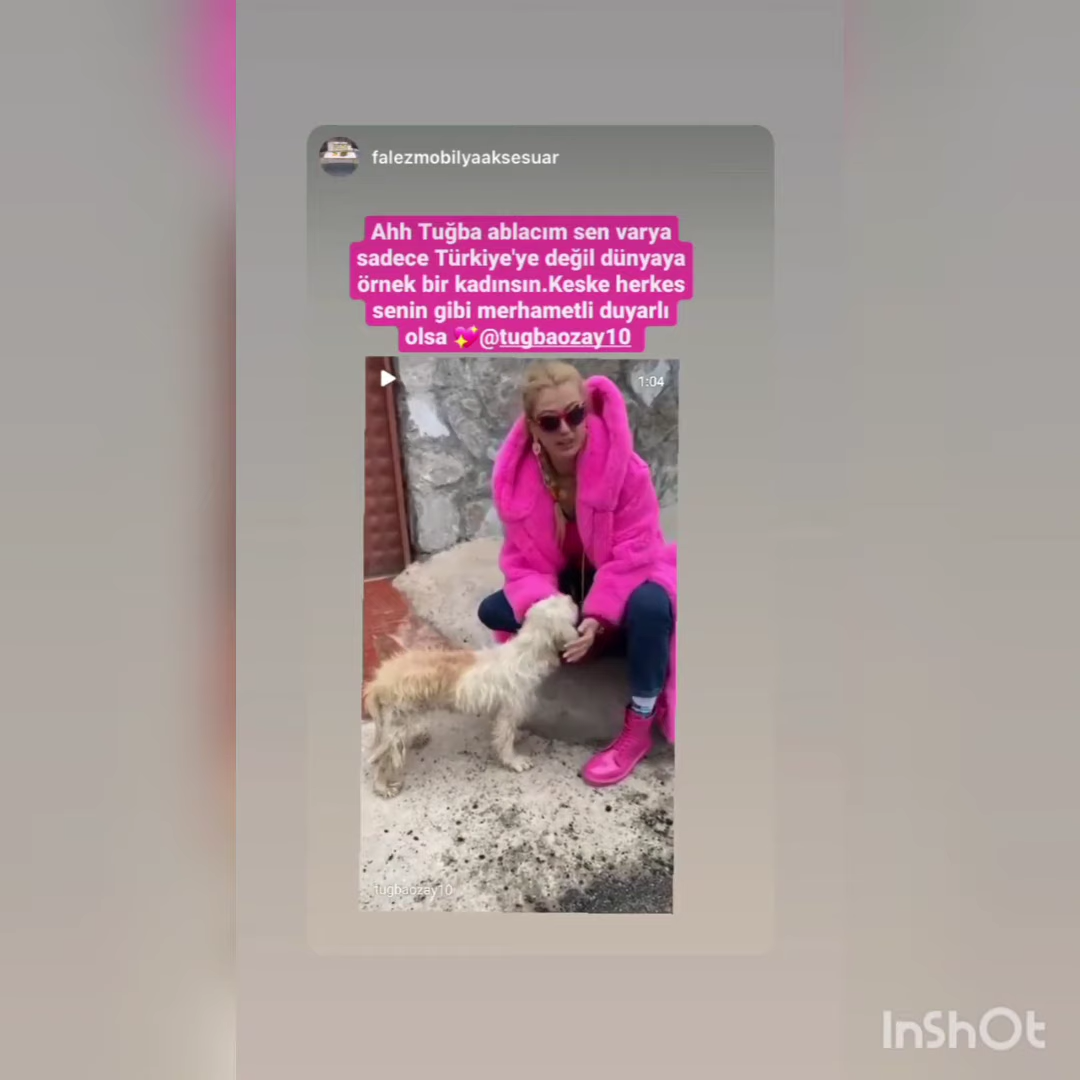 falezmobilyaaksesuar
Ahh Tuğba ablacım sen varya
sadece Türkiye'ye değil dünyaya
örnek bir kadınsın.Keske herkes
senin gibi merhametli duyarlı
olsa 💖@tugbaozay10
1:04
tugbaozay10
InShOt